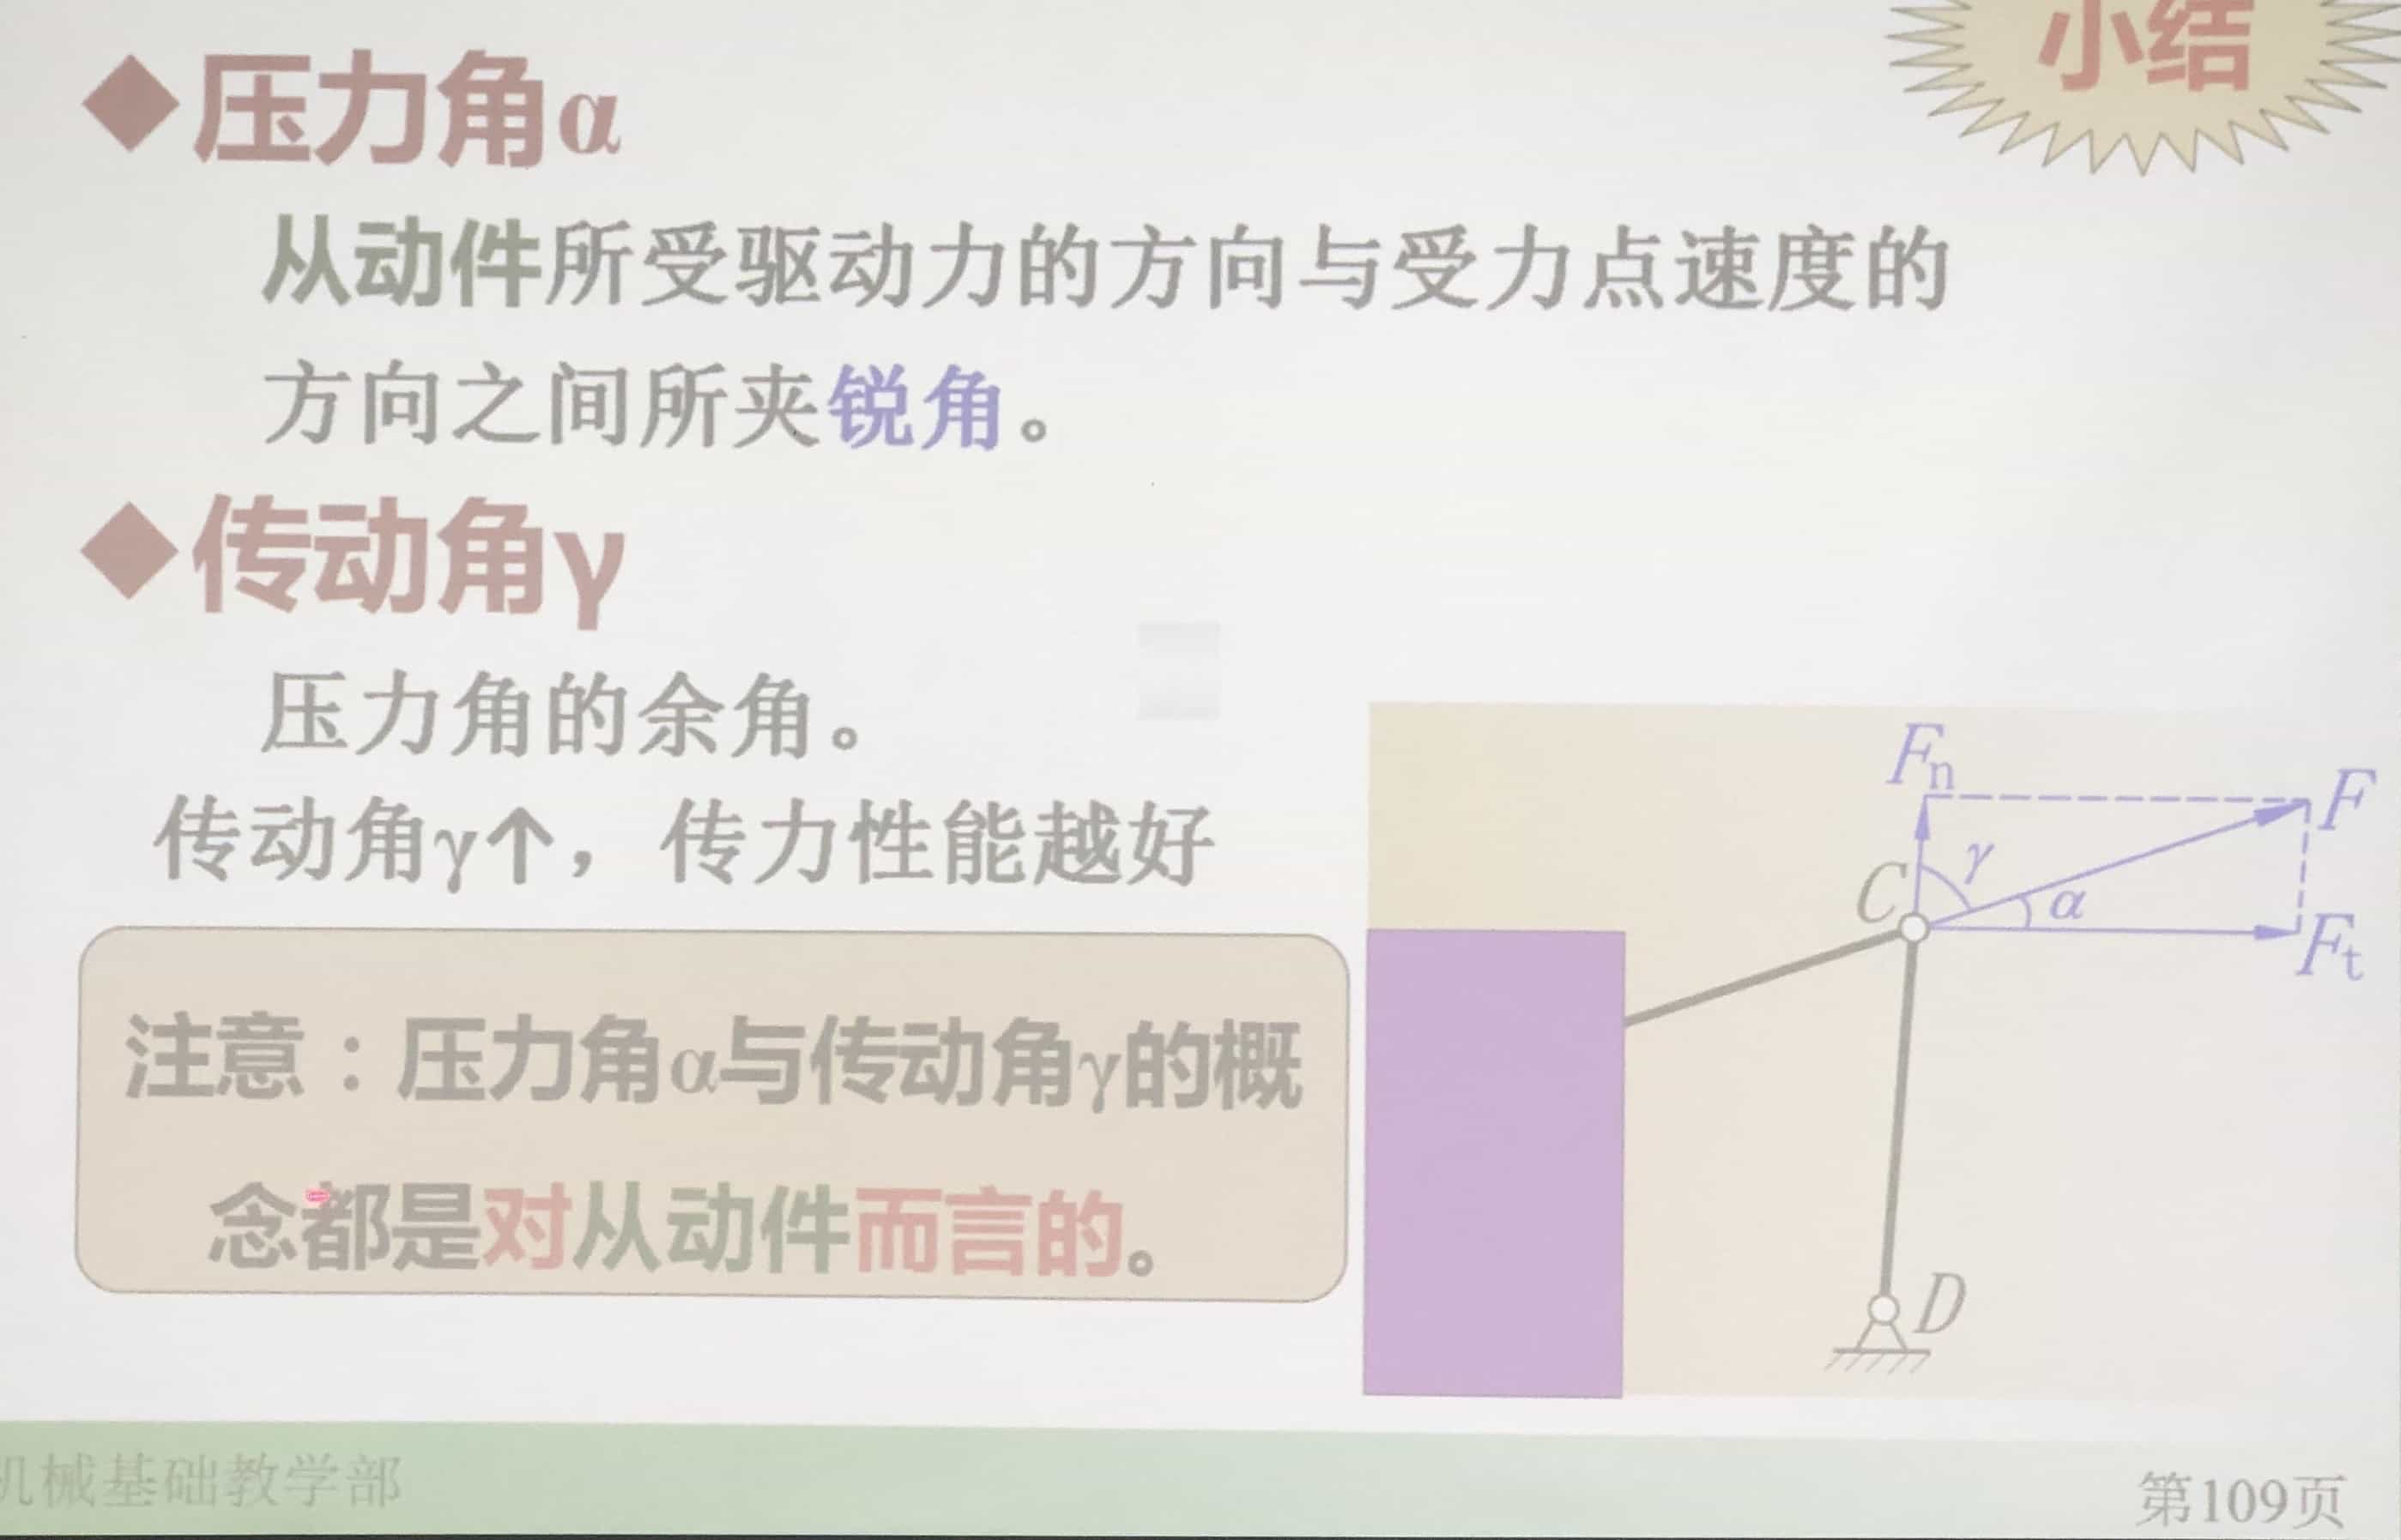 小结
◆压力角α
从动件所受驱动力的方向与受力点速度的
方向之间所夹锐角。
◆传动角γ
压力角的余角。
传动角γ↑，传力性能越好
注意：压力角α与传动角γ的概
念都是对从动件而言的。
Fn
F
γ
C
α
Ft
D
机械基础教学部
第109页